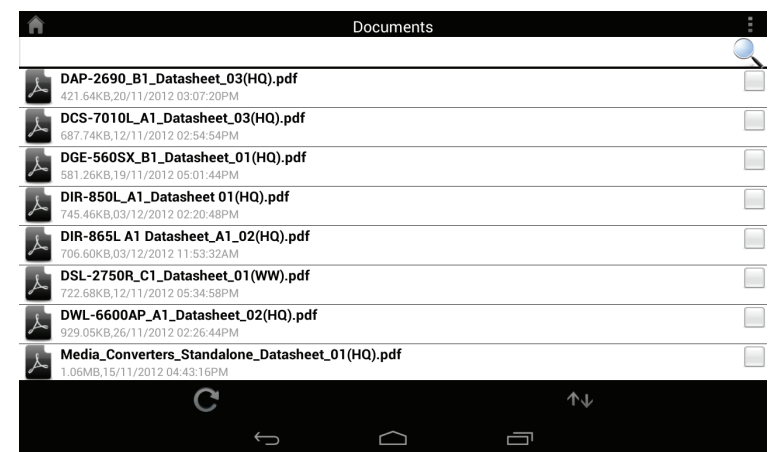 Documents
DAP-2690_B1_Datasheet_03(HQ).pdf
421.64KB,20/11/2012 03:07:20PM
DCS-7010L_A1_Datasheet_03(HQ).pdf
687.74KB,12/11/2012 02:54:54PM
DGE-560SX_B1_Datasheet_01(HQ).pdf
581.26KB,19/11/2012 05:01:44PM
DIR-850L_A1_Datasheet 01(HQ).pdf
745.46KB,03/12/2012 02:20:48PM
DIR-865L A1 Datasheet_A1_02(HQ).pdf
706.60KB,03/12/2012 11:53:32AM
DSL-2750R_C1_Datasheet_01(WW).pdf
722.68KB,12/11/2012 05:34:58PM
DWL-6600AP_A1_Datasheet_02(HQ).pdf
929.05KB,26/11/2012 02:26:44PM
Media_Converters_Standalone_Datasheet_01(HQ).pdf
1.06MB,15/11/2012 04:43:16PM